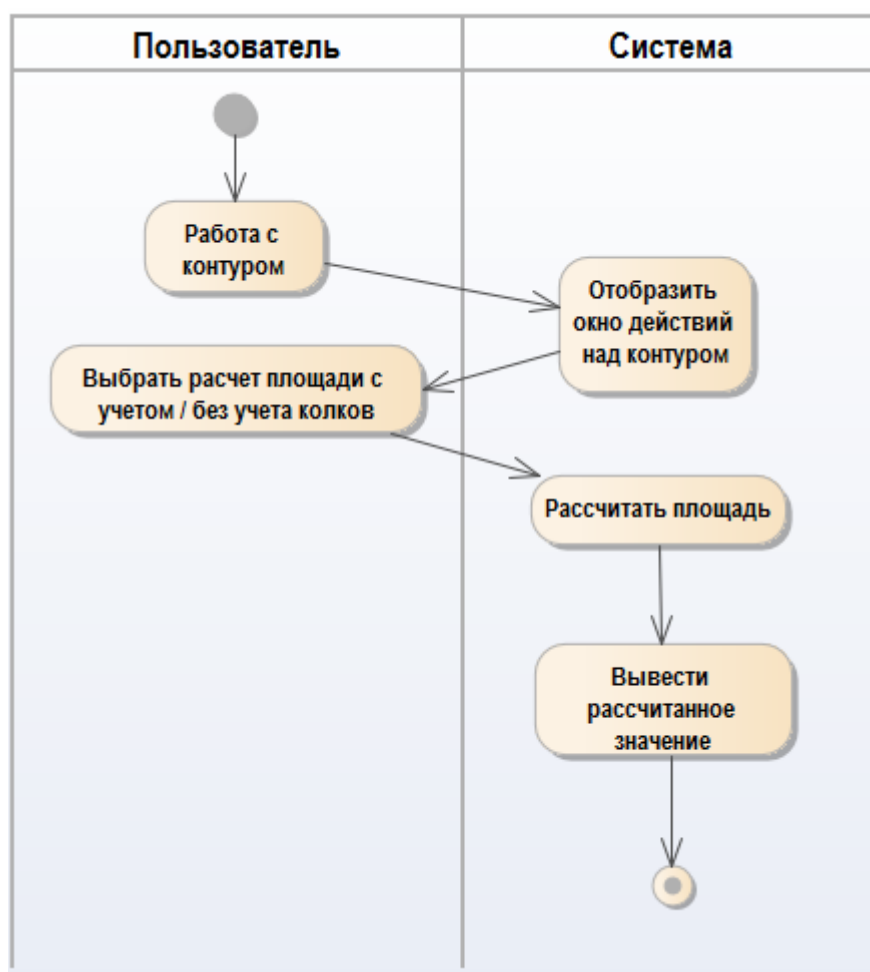 Пользователь
Система
Работа с
контуром
Отобразить
окно действий
над контуром
Выбрать расчет площади с
учетом / без учета колков
Рассчитать площадь
Вывести
рассчитанное
значение